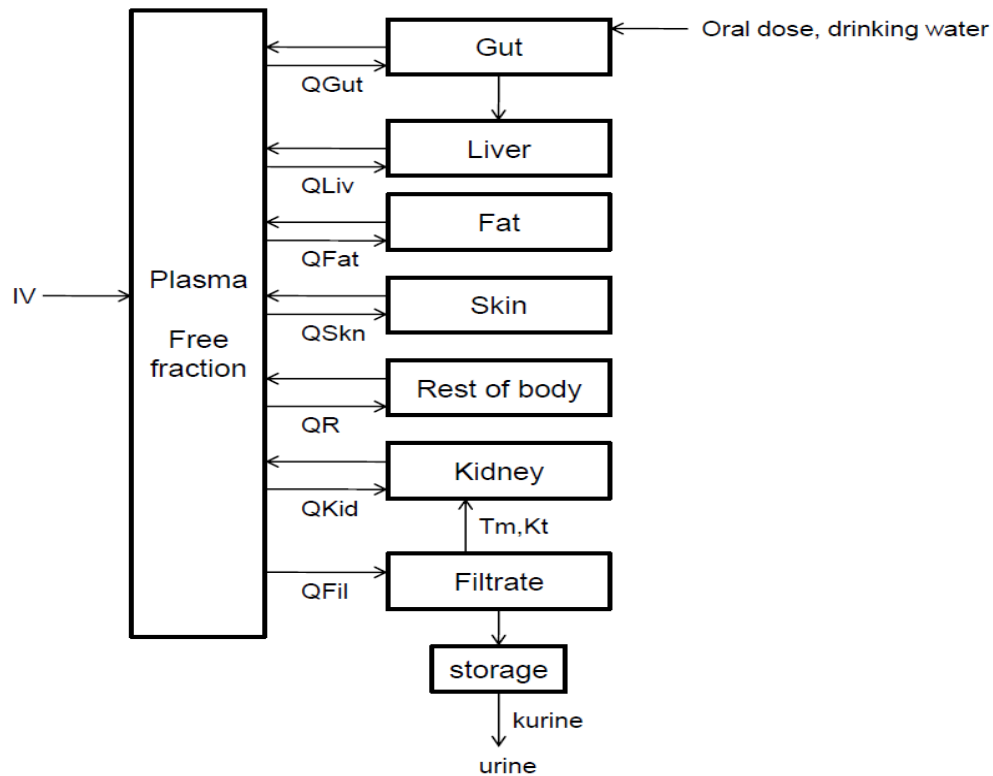 Oral dose, drinking water
Gut
QGut
Liver
QLiv
Fat
QFat
IV
Plasma
Free
fraction
Skin
QSkn
Rest of body
QR
Kidney
QKid
Tm,Kt
Filtrate
QFil
storage
kurine
urine